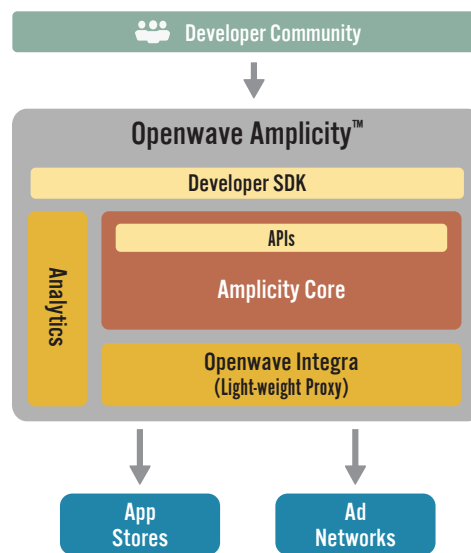 Developer Community
Openwave Amplicity™
Developer SDK
Analytics
APIs
Amplicity Core
Openwave Integra
(Light-weight Proxy)
App
Stores
Ad
Networks